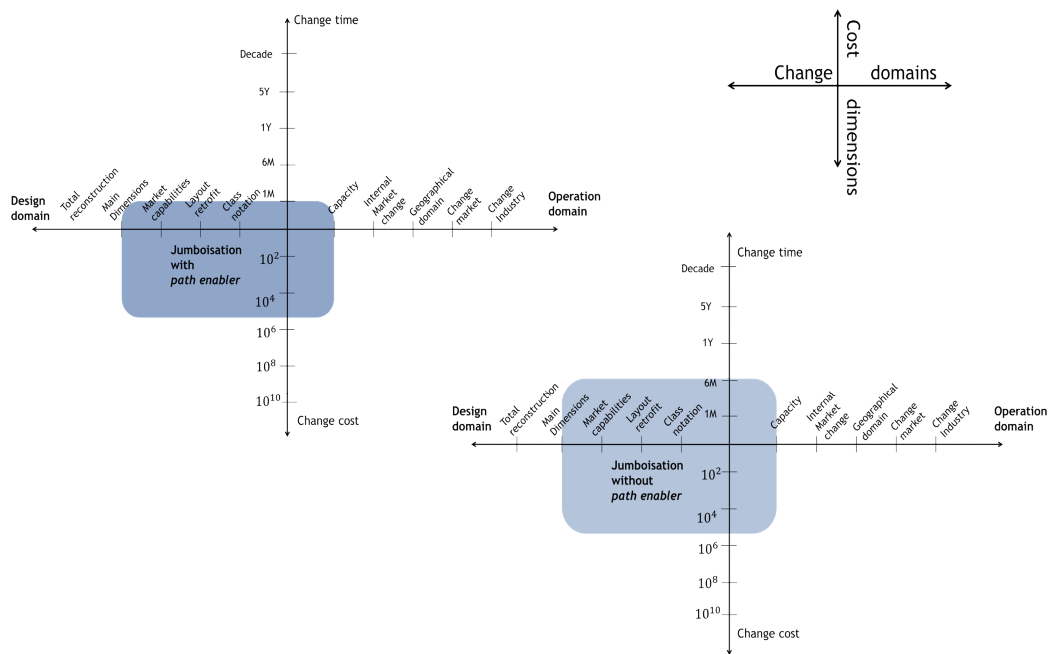 Change time
Decade
5Y
1Y
6M
1M
Design
domain
Total
reconstruction
Main
Dimensions
Market
capabilities
Layout
retrofit
Class
notation
Capacity
Internal
Market
change
Geographical
domain
Change
market
Change
Industry
Operation
domain
Jumboisation
with
path enabler
10²
10⁴
10⁶
10⁸
10¹⁰
Change cost
Cost
Change domains
dimensions
Change time
Decade
5Y
1Y
6M
1M
Design
domain
Total
reconstruction
Main
Dimensions
Market
capabilities
Layout
retrofit
Class
notation
Capacity
Internal
Market
change
Geographical
domain
Change
market
Change
Industry
Operation
domain
Jumboisation
without
path enabler
10²
10⁴
10⁶
10⁸
10¹⁰
Change cost